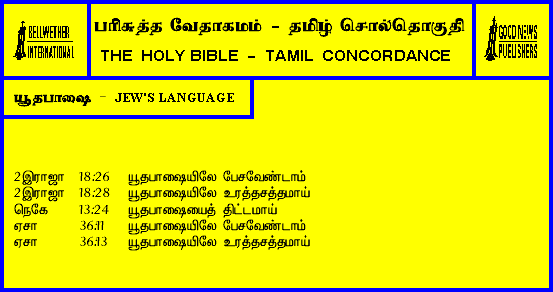 BELLWETHER
INTERNATIONAL
பரிசுத்த வேதாகமம் - தமிழ் சொல்தொகுதி
THE HOLY BIBLE - TAMIL CONCORDANCE
GOOD NEWS
PUBLISHERS
யூதபாஷை - JEW'S LANGUAGE
2இராஜா 18:26 யூதபாஷையிலே பேசவேண்டாம்
2இராஜா 18:28 யூதபாஷையிலே உரத்தசத்தமாய்
நெகே 13:24 யூதபாஷையைத் திட்டமாய்
ஏசா 36:11 யூதபாஷையிலே பேசவேண்டாம்
ஏசா 36:13 யூதபாஷையிலே உரத்தசத்தமாய்